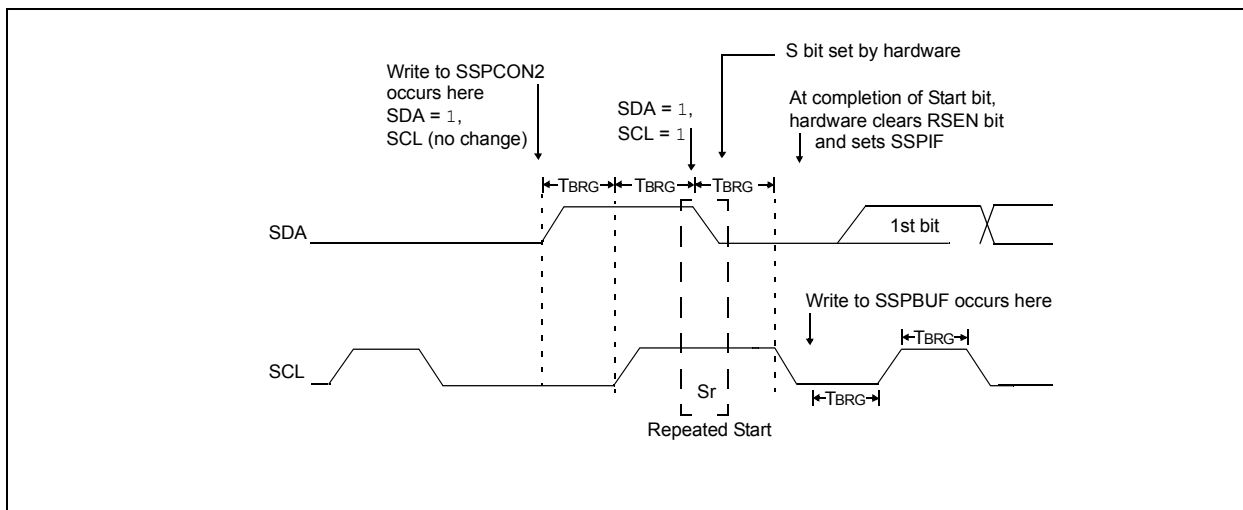 S bit set by hardware
Write to SSPCON2
occurs here
SDA = 1,
SCL (no change)
SDA = 1,
SCL = 1
At completion of Start bit,
hardware clears RSEN bit
and sets SSPIF
TBRG TBRG TBRG
SDA
1st bit
Write to SSPBUF occurs here
TBRG
SCL
Sr
TBRG
Repeated Start